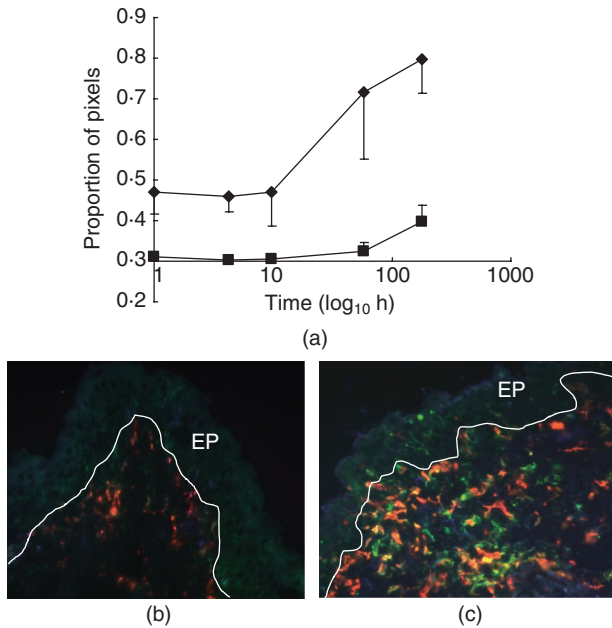 0·9
0·8
0·7
0·6
0·5
0·4
0·3
0·2
Proportion of pixels
1 10 100 1000
Time (log₁₀ h)
(a)
EP
EP
(b) (c)